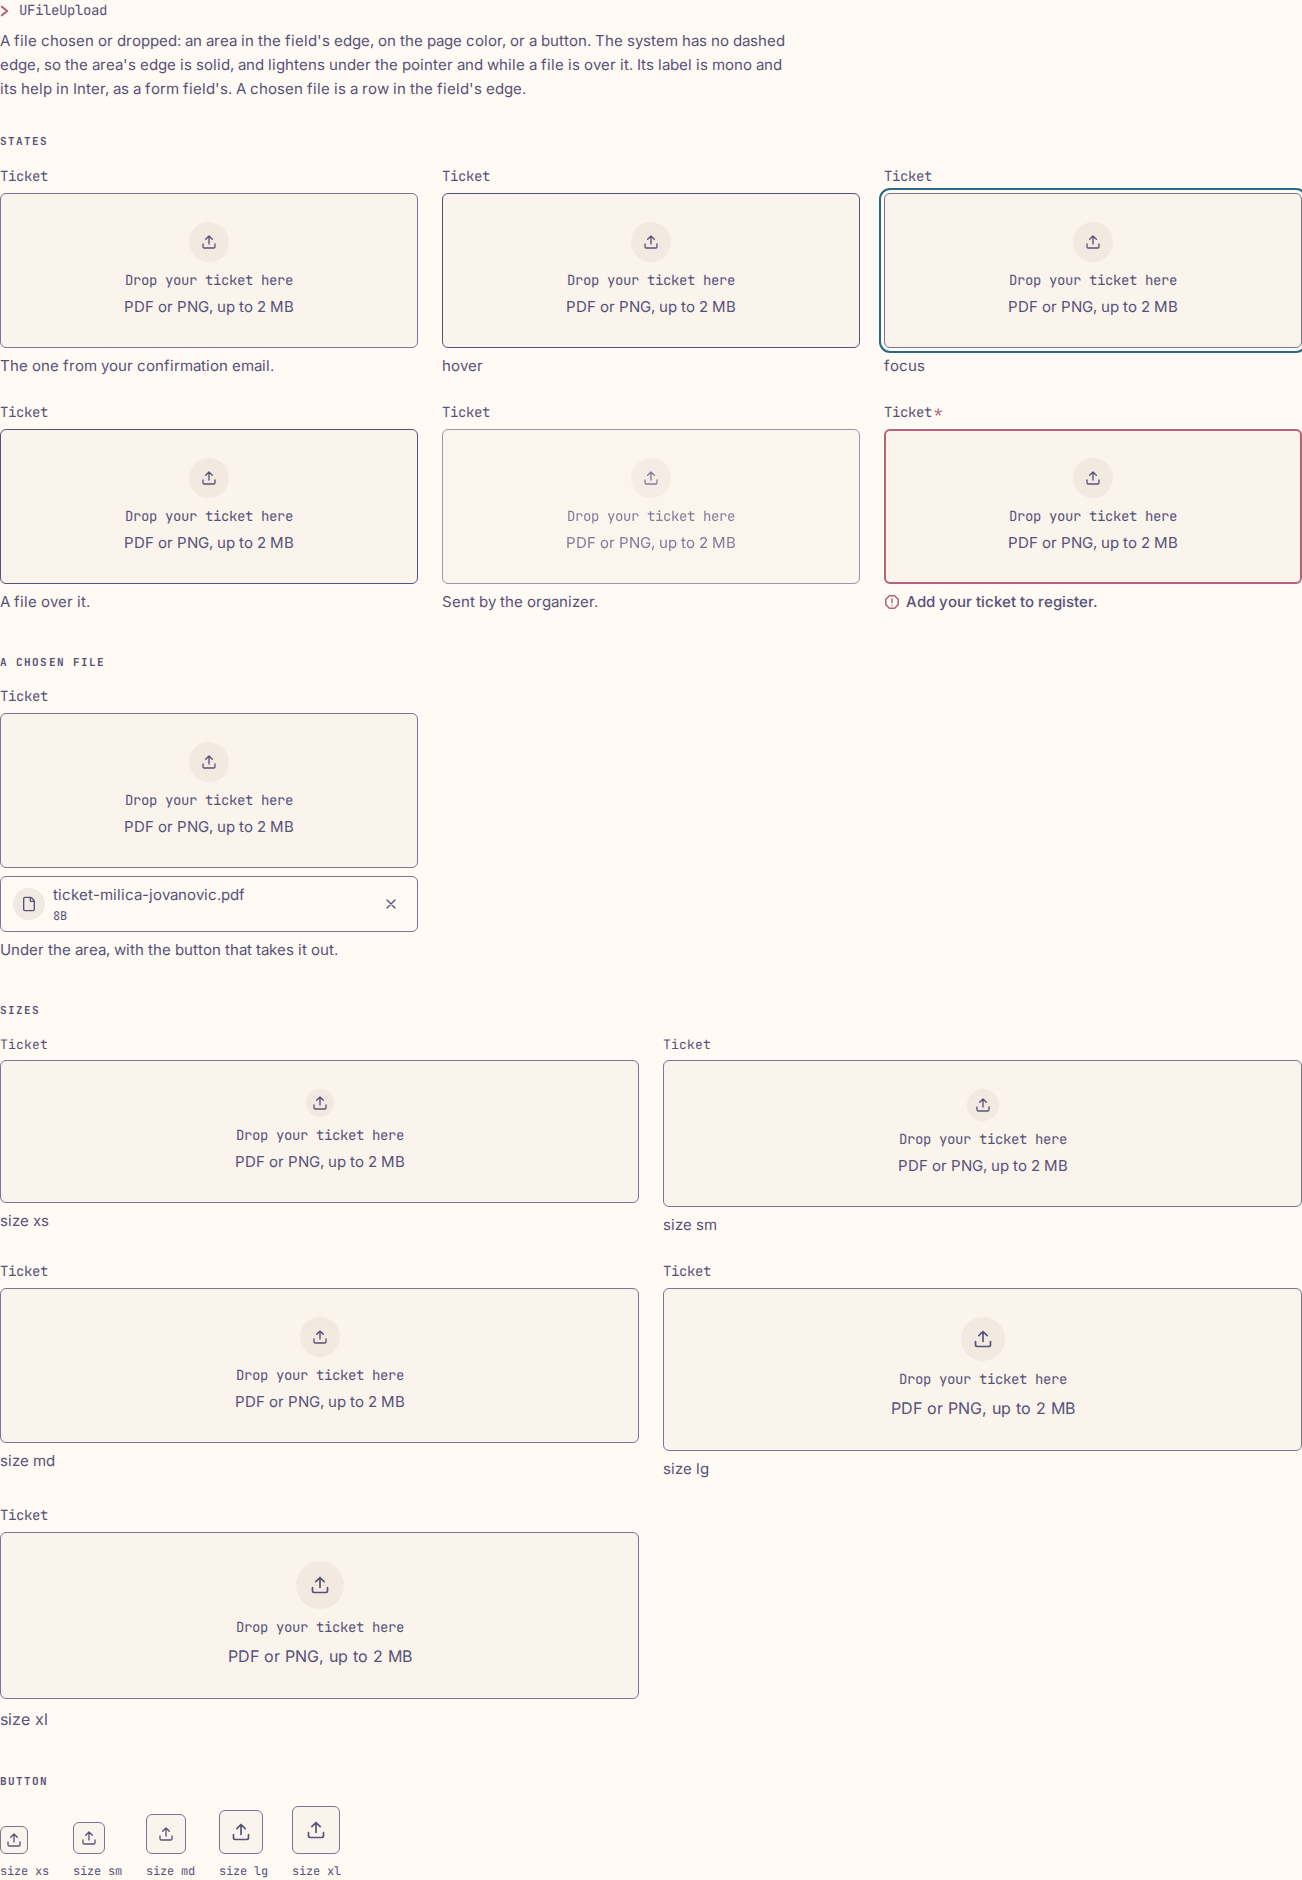 UFileUpload
A file chosen or dropped: an area in the field's edge, on the page color, or a button. The system has no dashed
edge, so the area's edge is solid, and lightens under the pointer and while a file is over it. Its label is mono and
its help in Inter, as a form field's. A chosen file is a row in the field's edge.
STATES
Ticket
Drop your ticket here
PDF or PNG, up to 2 MB
The one from your confirmation email.
Ticket
Drop your ticket here
PDF or PNG, up to 2 MB
hover
Ticket
Drop your ticket here
PDF or PNG, up to 2 MB
focus
Ticket
Drop your ticket here
PDF or PNG, up to 2 MB
A file over it.
Ticket
Drop your ticket here
PDF or PNG, up to 2 MB
Sent by the organizer.
Ticket*
Drop your ticket here
PDF or PNG, up to 2 MB
Add your ticket to register.
A CHOSEN FILE
Ticket
Drop your ticket here
PDF or PNG, up to 2 MB
ticket-milica-jovanovic.pdf
8B
Under the area, with the button that takes it out.
SIZES
Ticket
Drop your ticket here
PDF or PNG, up to 2 MB
size xs
Ticket
Drop your ticket here
PDF or PNG, up to 2 MB
size sm
Ticket
Drop your ticket here
PDF or PNG, up to 2 MB
size md
Ticket
Drop your ticket here
PDF or PNG, up to 2 MB
size lg
Ticket
Drop your ticket here
PDF or PNG, up to 2 MB
size xl
BUTTON
size xs
size sm
size md
size lg
size xl